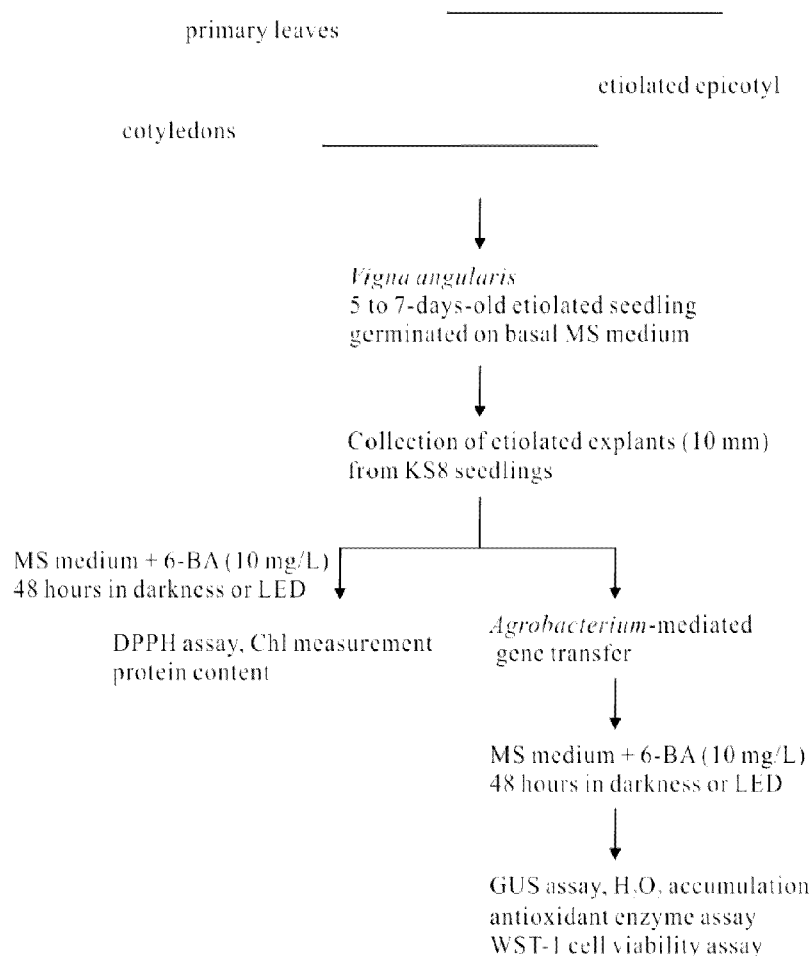 primary leaves
etiolated epicotyl
cotyledons
Vigna angularis
5 to 7-days-old etiolated seedling
germinated on basal MS medium
Collection of etiolated explants (10 mm)
from KS8 seedlings
MS medium + 6-BA (10 mg/L)
48 hours in darkness or LED
DPPH assay, Chl measurement
protein content
Agrobacterium-mediated
gene transfer
MS medium + 6-BA (10 mg/L)
48 hours in darkness or LED
GUS assay, H₂O₂ accumulation
antioxidant enzyme assay
WST-1 cell viability assay